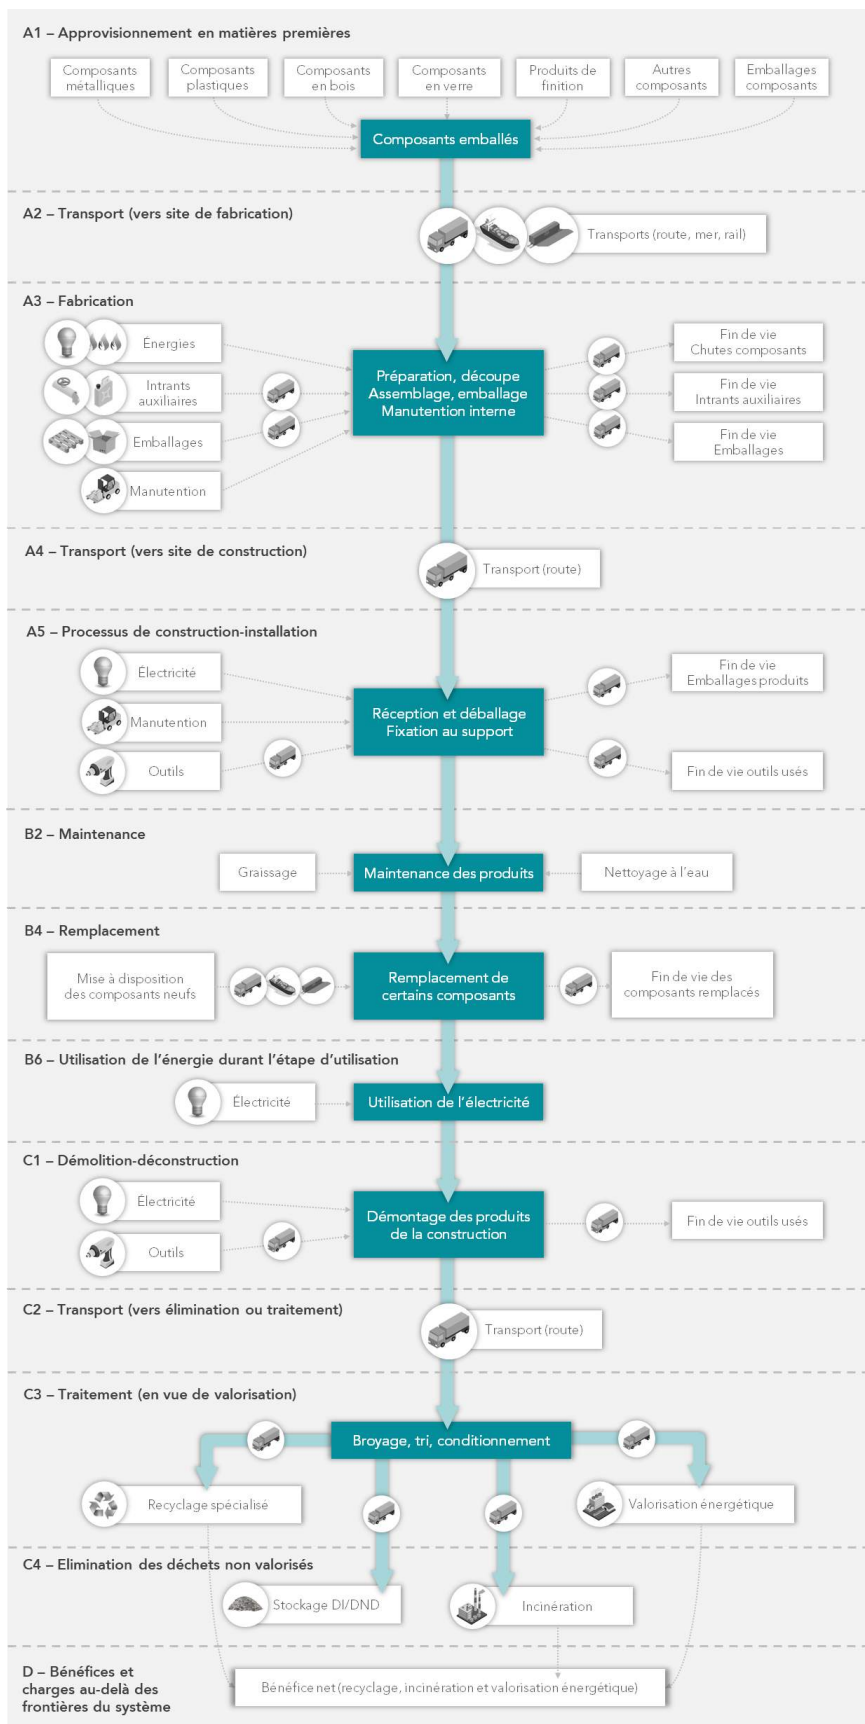 A1 – Approvisionnement en matières premières
Composants
métalliques
Composants
plastiques
Composants
en bois
Composants
en verre
Produits de
finition
Autres
composants
Emballages
composants
Composants emballés
A2 – Transport (vers site de fabrication)
Transports (route, mer, rail)
A3 – Fabrication
Énergies
Intrants
auxiliaires
Emballages
Manutention
Préparation, découpe
Assemblage, emballage
Manutention interne
Fin de vie
Chutes composants
Fin de vie
Intrants auxiliaires
Fin de vie
Emballages
A4 – Transport (vers site de construction)
Transport (route)
A5 – Processus de construction-installation
Électricité
Manutention
Outils
Réception et déballage
Fixation au support
Fin de vie
Emballages produits
Fin de vie outils usés
B2 – Maintenance
Graissage
Maintenance des produits
Nettoyage à l'eau
B4 – Remplacement
Mise à disposition
des composants neufs
Remplacement de
certains composants
Fin de vie des
composants remplacés
B6 – Utilisation de l'énergie durant l'étape d'utilisation
Électricité
Utilisation de l'électricité
C1 – Démolition-déconstruction
Électricité
Outils
Démontage des produits
de la construction
Fin de vie outils usés
C2 – Transport (vers élimination ou traitement)
Transport (route)
C3 – Traitement (en vue de valorisation)
Broyage, tri, conditionnement
Recyclage spécialisé
Valorisation énergétique
C4 – Elimination des déchets non valorisés
Stockage DI/DND
Incinération
D – Bénéfices et
charges au-delà des
frontières du système
Bénéfice net (recyclage, incinération et valorisation énergétique)